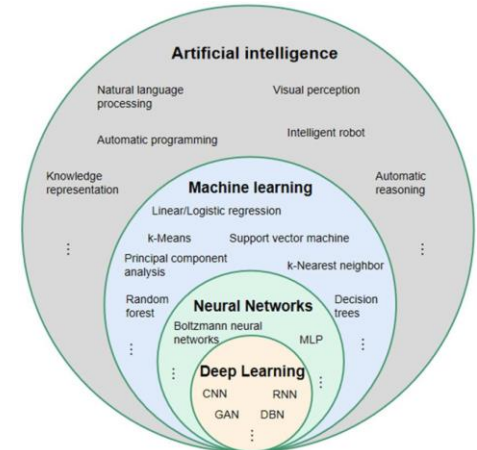 Artificial intelligence
Natural language
processing
Visual perception
Automatic programming
Intelligent robot
Knowledge
representation
Automatic
reasoning
Machine learning
Linear/Logistic regression
k-Means
Support vector machine
Principal component
analysis
k-Nearest neighbor
Random
forest
Neural Networks
Decision
trees
Boltzmann neural
networks
MLP
Deep Learning
CNN
RNN
GAN
DBN